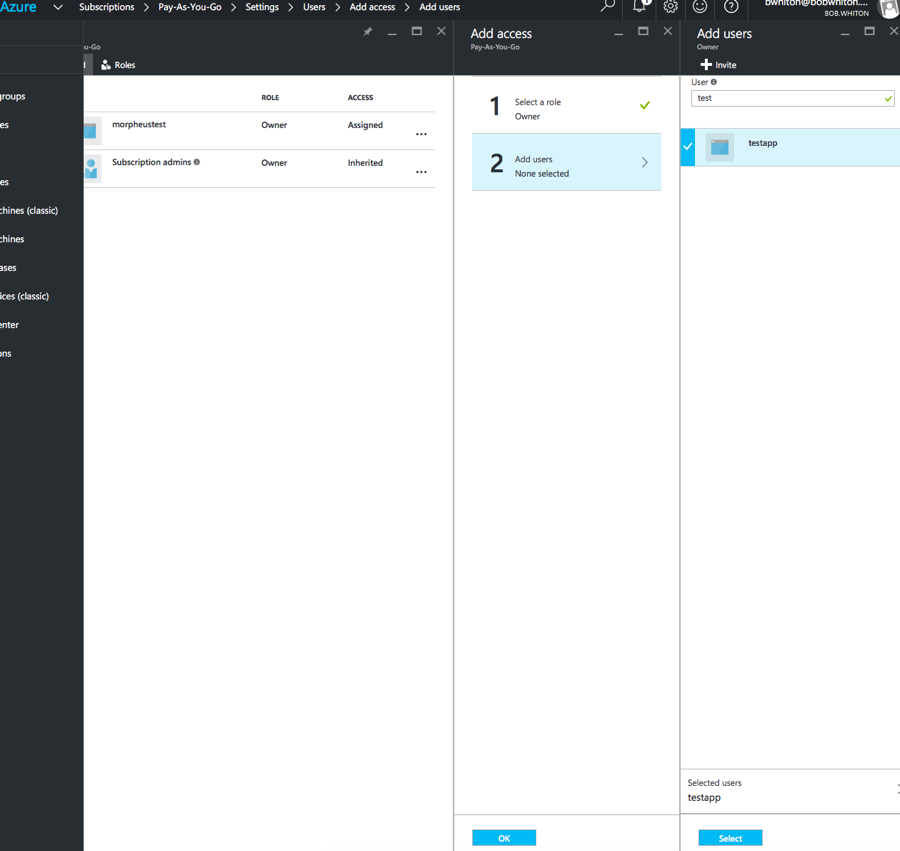 Azure Subscriptions Pay-As-You-Go Settings Users Add access Add users bwhiton@bobwhiton.... BOB.WHITON
u-Go
Roles
groups
es
es
chines (classic)
chines
ases
ices (classic)
enter
ons
ROLE ACCESS
morpheustest Owner Assigned ...
Subscription admins Owner Inherited ...
Add access
Pay-As-You-Go
1 Select a role
Owner
2 Add users
None selected
OK
Add users
Owner
Invite
User
test
testapp
Selected users
testapp
Select